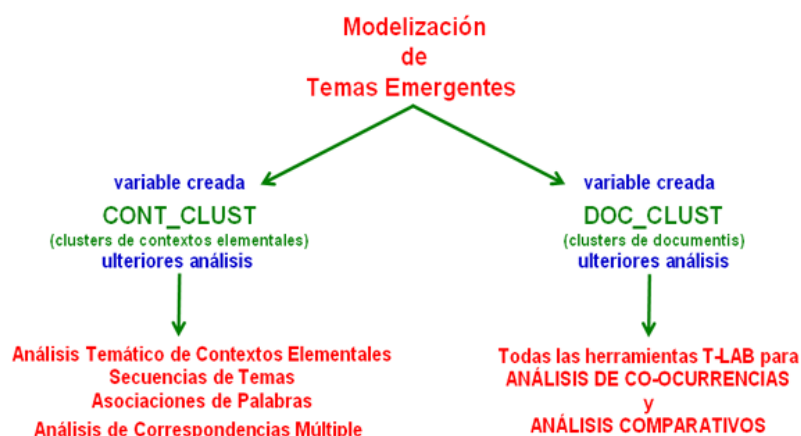 Modelización
de
Temas Emergentes
variable creada
CONT_CLUST
(clusters de contextos elementales)
ulteriores análisis
Análisis Temático de Contextos Elementales
Secuencias de Temas
Asociaciones de Palabras
Análisis de Correspondencias Múltiple
variable creada
DOC_CLUST
(clusters de documentis)
ulteriores análisis
Todas las herramientas T-LAB para
ANÁLISIS DE CO-OCURRENCIAS
y
ANÁLISIS COMPARATIVOS